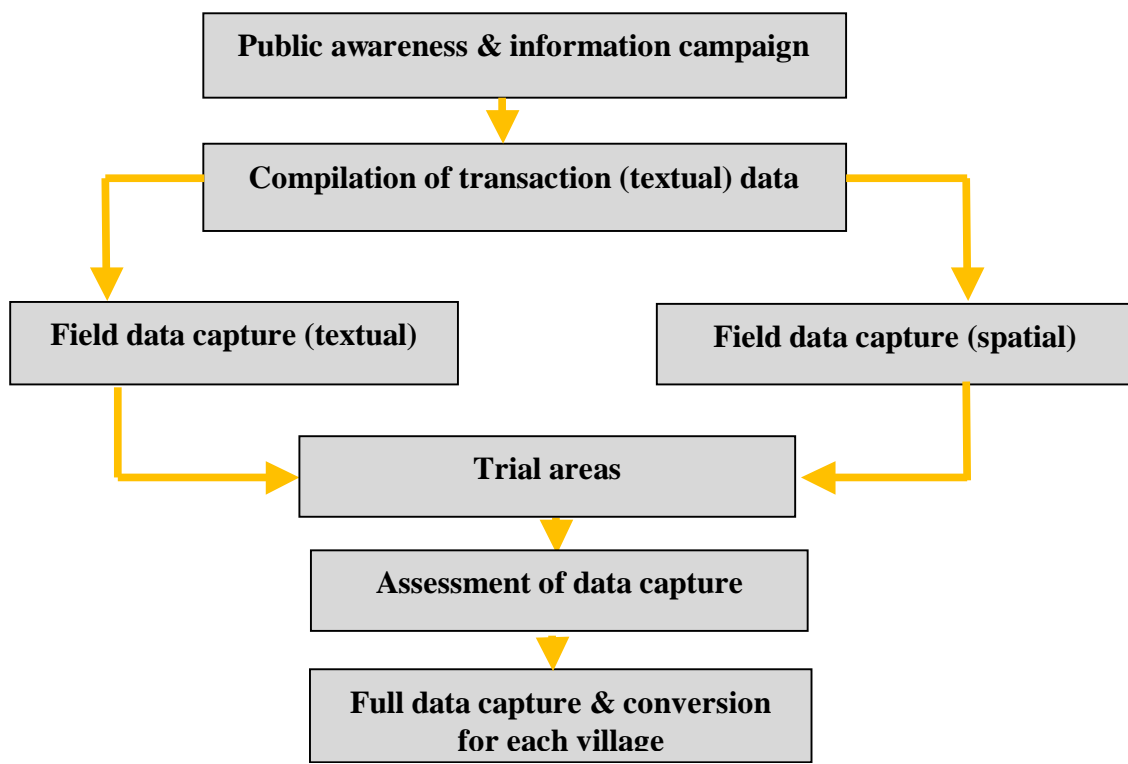 Public awareness & information campaign
Compilation of transaction (textual) data
Field data capture (textual)
Field data capture (spatial)
Trial areas
Assessment of data capture
Full data capture & conversion
for each village